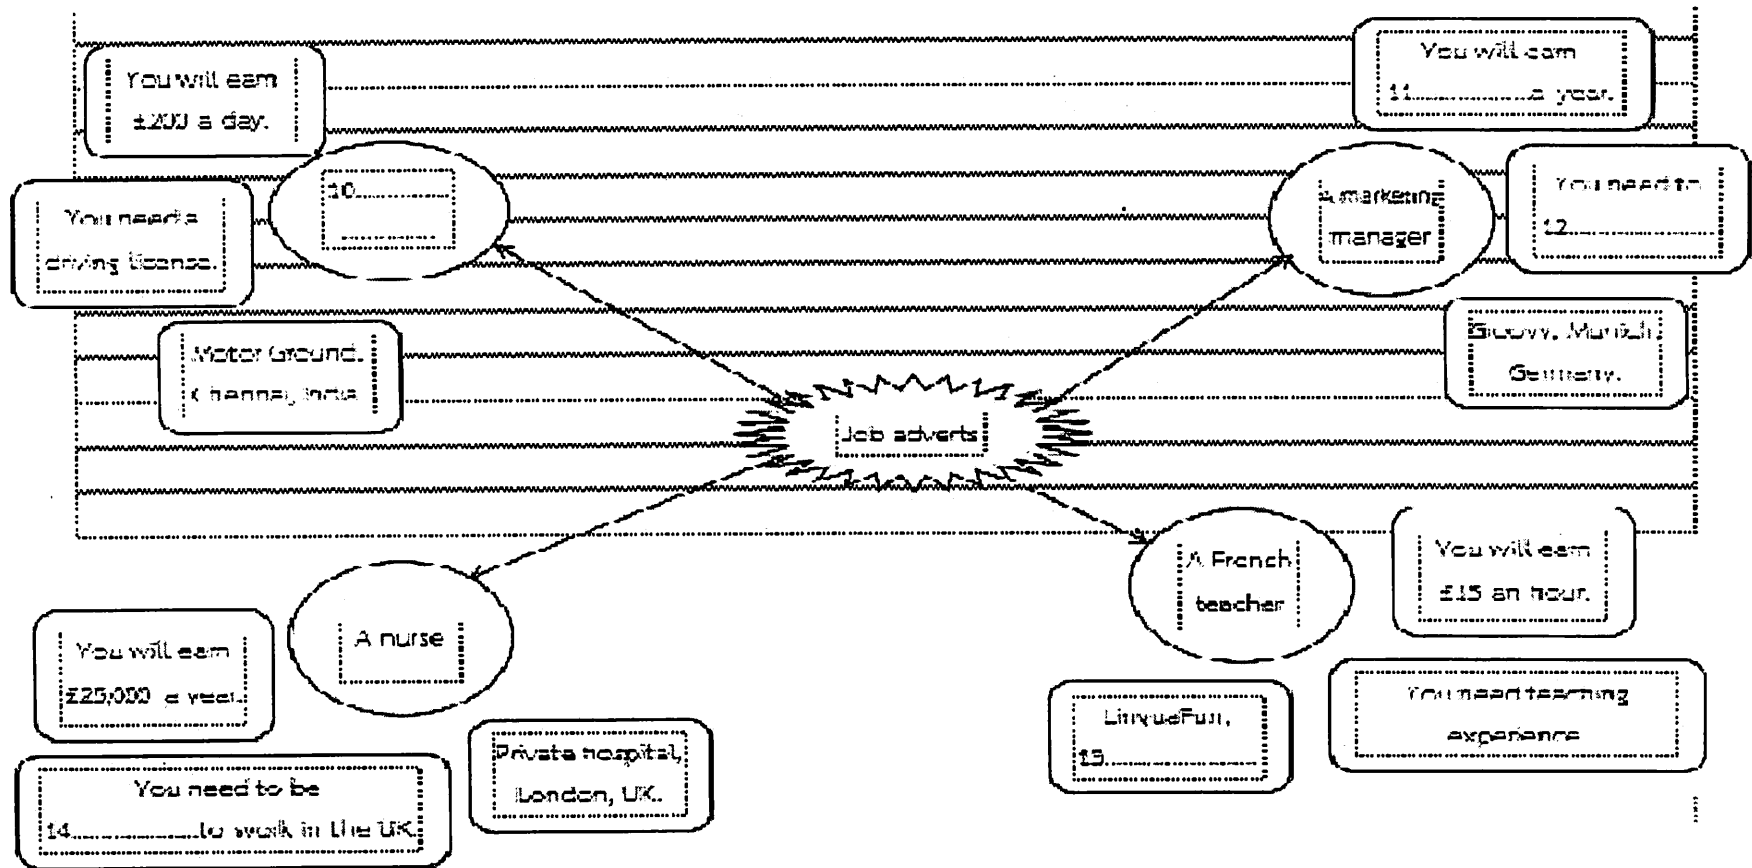 You will earn
£200 a day.
You need a
driving license.
10....................
....................
Motor Ground,
Chennai, India
You will earn
11....................a year.
A marketing
manager
You need to
12....................
Groovy, Munich,
Germany.
Job adverts
A nurse
You will earn
£25,000 a year.
You need to be
14....................to work in the UK.
Private hospital,
London, UK.
A French
teacher
You will earn
£15 an hour.
LinguaFun,
13....................
You need teaching
experience